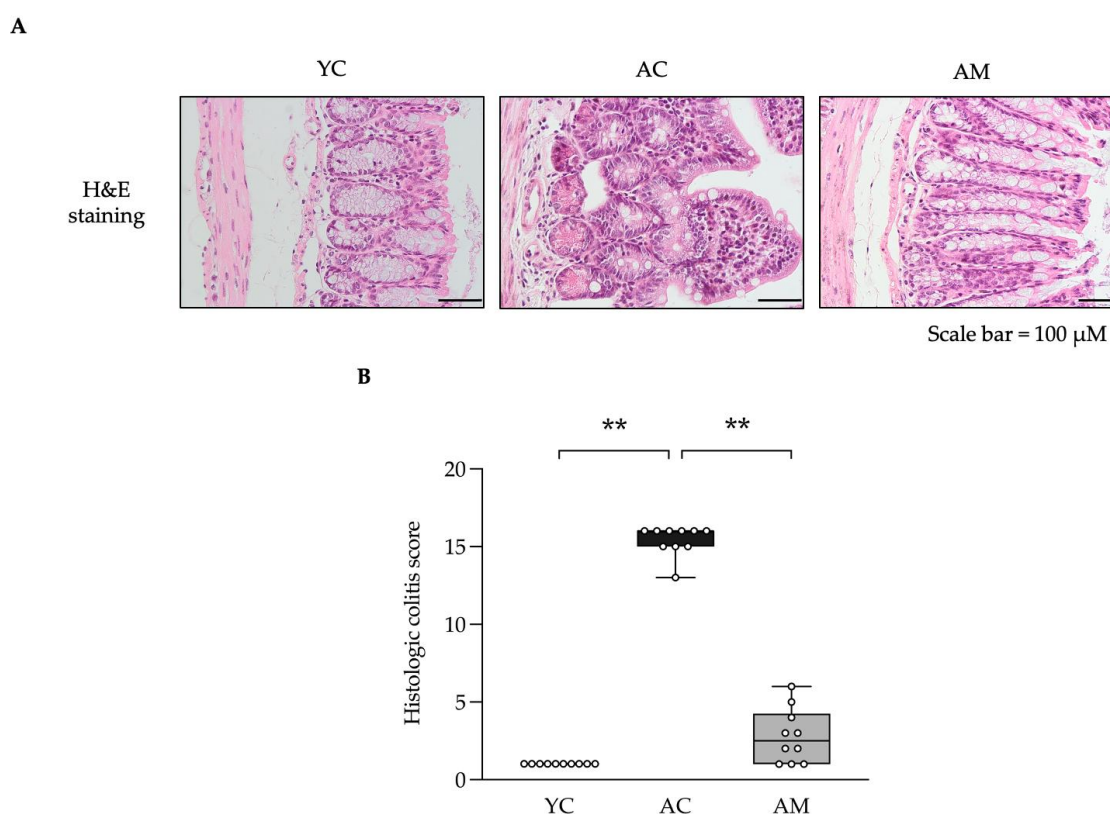 A
YC
AC
AM
H&E
staining
Scale bar = 100 μM
B
** **
20
15
10
5
0
Histologic colitis score
YC
AC
AM